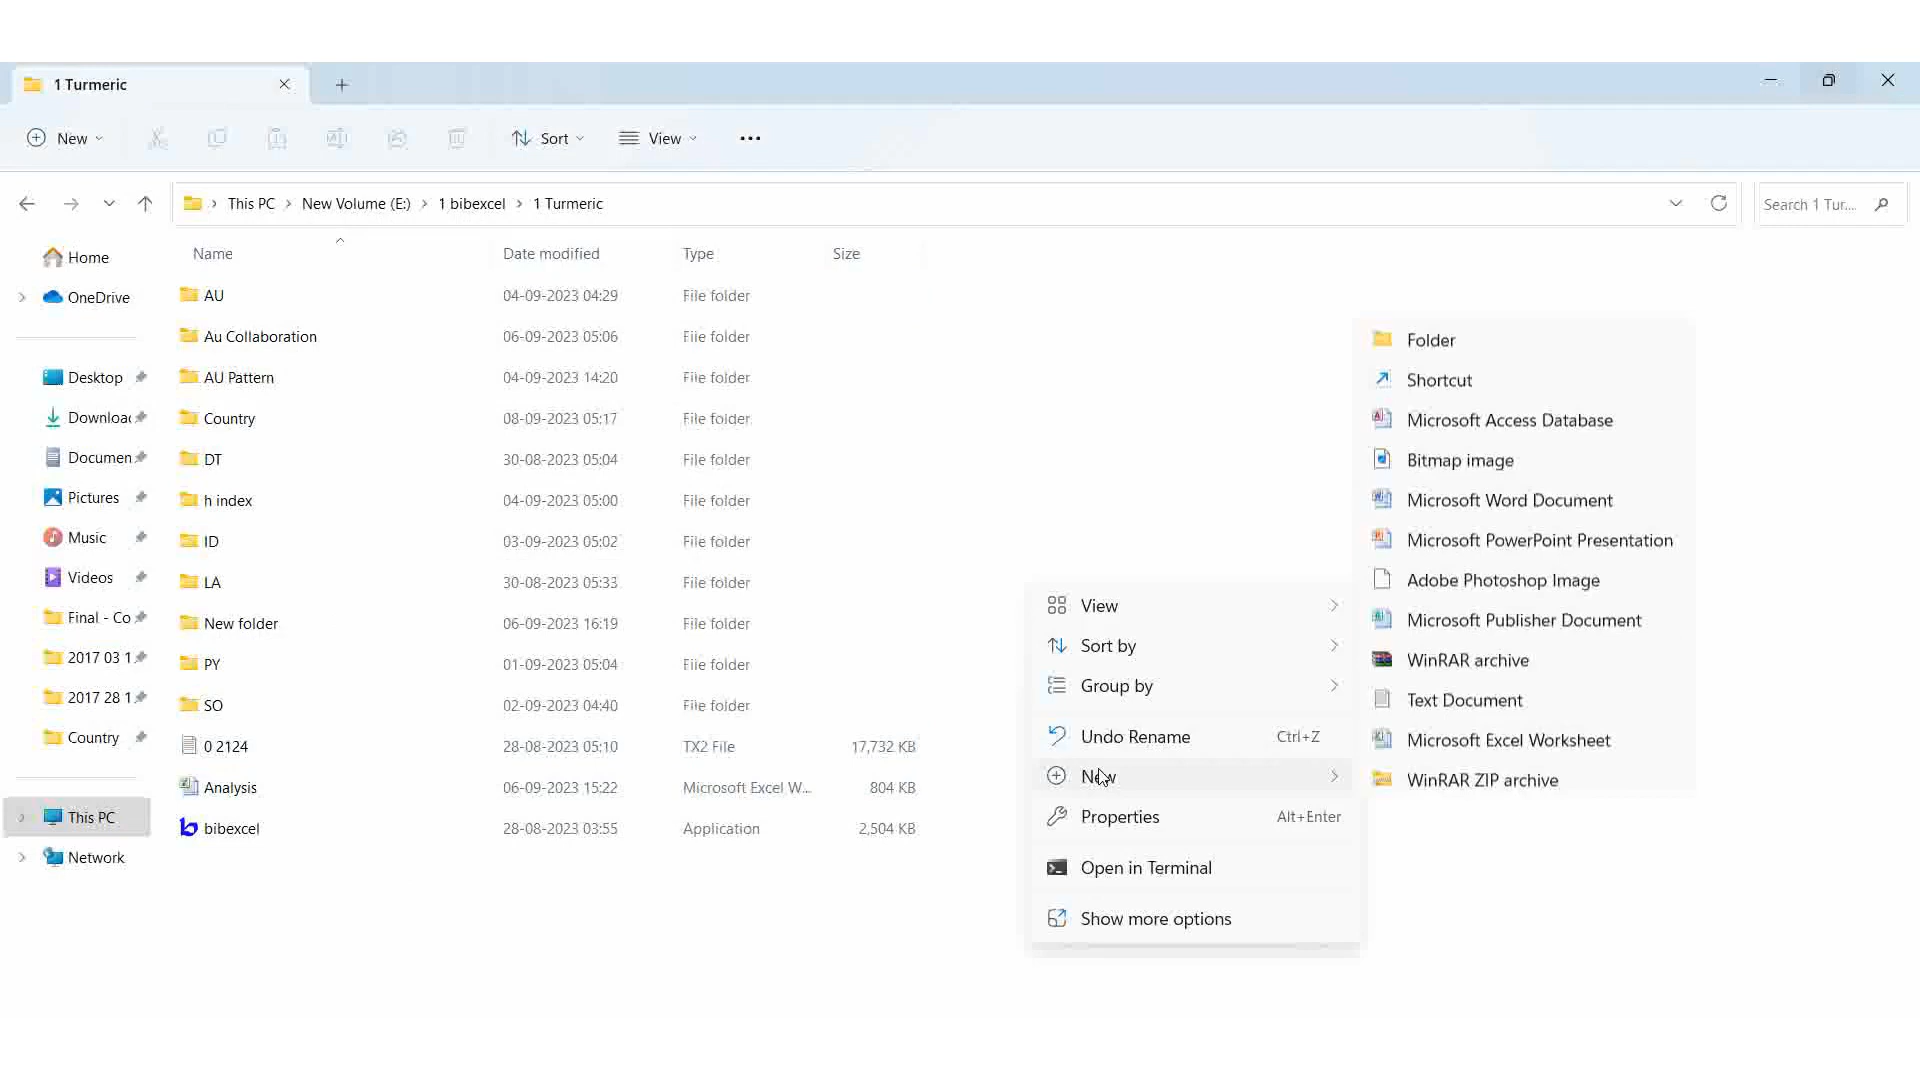 1 Turmeric
New
Sort
View
This PC
New Volume (E:)
1 bibexcel
1 Turmeric
Search 1 Tur...
Home
OneDrive
Desktop
Downloac
Documen
Pictures
Music
Videos
Final - Co
2017 03 1
2017 28 1
Country
This PC
Network
Name Date modified Type Size
AU 04-09-2023 04:29 File folder
Au Collaboration 06-09-2023 05:06 File folder
AU Pattern 04-09-2023 14:20 File folder
Country 08-09-2023 05:17 File folder
DT 30-08-2023 05:04 File folder
h index 04-09-2023 05:00 File folder
ID 03-09-2023 05:02 File folder
LA 30-08-2023 05:33 File folder
New folder 06-09-2023 16:19 File folder
PY 01-09-2023 05:04 File folder
SO 02-09-2023 04:40 File folder
0 2124 28-08-2023 05:10 TX2 File 17,732 KB
Analysis 06-09-2023 15:22 Microsoft Excel W... 804 KB
bibexcel 28-08-2023 03:55 Application 2,504 KB
View
Sort by
Group by
Undo Rename Ctrl+Z
New
Properties Alt+Enter
Open in Terminal
Show more options
Folder
Shortcut
Microsoft Access Database
Bitmap image
Microsoft Word Document
Microsoft PowerPoint Presentation
Adobe Photoshop Image
Microsoft Publisher Document
WinRAR archive
Text Document
Microsoft Excel Worksheet
WinRAR ZIP archive